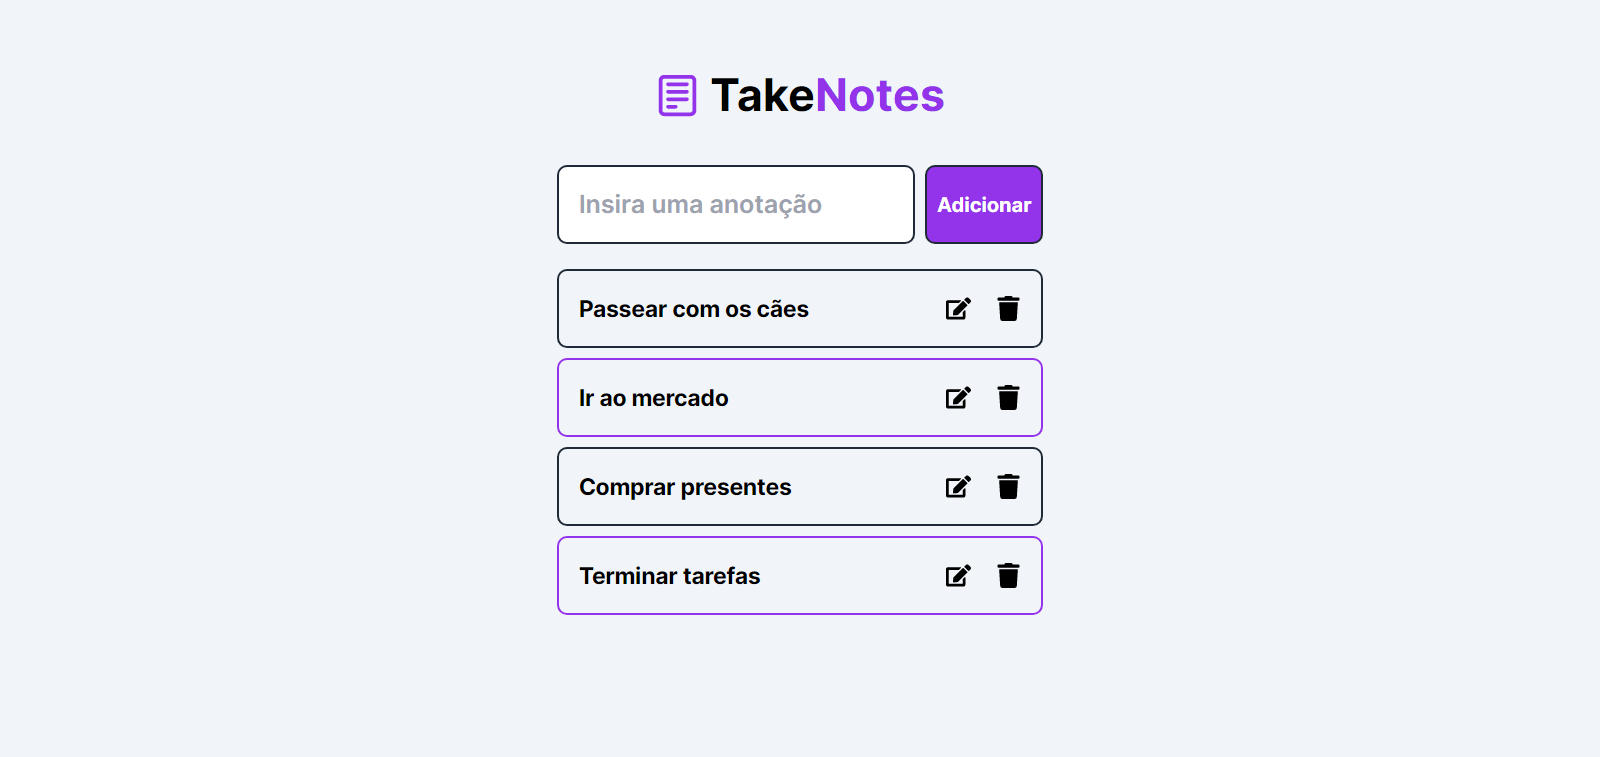 TakeNotes
Insira uma anotação
Adicionar
Passear com os cães
Ir ao mercado
Comprar presentes
Terminar tarefas